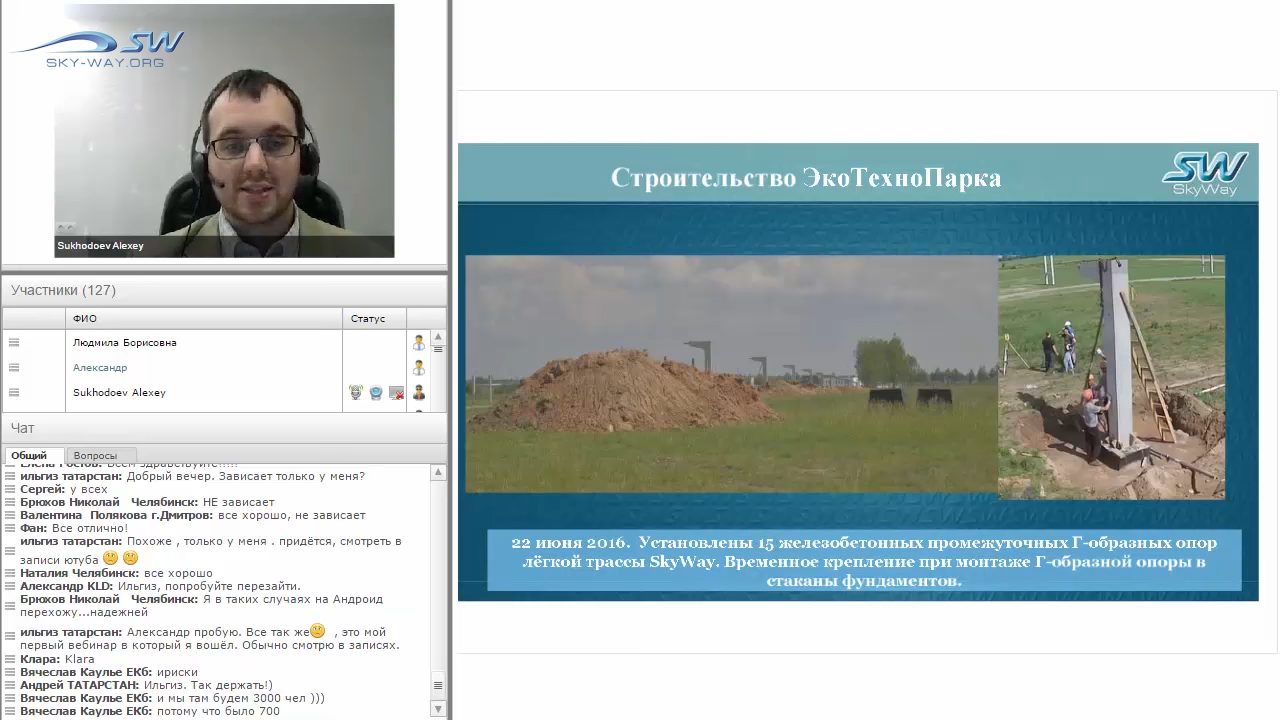 SW
SKY-WAY.ORG
Sukhodoev Alexey
Участники (127)
ФИО
Статус
Людмила Борисовна
Александр
Sukhodoev Alexey
Чат
Общий
Вопросы
ильгиз татарстан: Добрый вечер. Зависает только у меня?
Сергей: у всех
Брюхов Николай Челябинск: НЕ зависает
Валентина Полякова г.Дмитров: все хорошо, не зависает
Фан: Все отлично!
ильгиз татарстан: Похоже , только у меня . придётся, смотреть в
записи ютуба
Наталия Челябинск: все хорошо
Александр KLD: Ильгиз, попробуйте перезайти.
Брюхов Николай Челябинск: Я в таких случаях на Андроид
перехожу...надежней
ильгиз татарстан: Александр пробую. Все так же , это мой
первый вебинар в который я вошёл. Обычно смотрю в записях.
Клара: Klara
Вячеслав Каулье ЕКб: ириски
Андрей ТАТАРСТАН: Ильгиз. Так держать!)
Вячеслав Каулье ЕКб: и мы там будем 3000 чел )))
Вячеслав Каулье ЕКб: потому что было 700
Строительство ЭкоТехноПарка
SW
SkyWay
22 июня 2016. Установлены 15 железобетонных промежуточных Г-образных опор
лёгкой трассы SkyWay. Временное крепление при монтаже Г-образной опоры в
стаканы фундаментов.